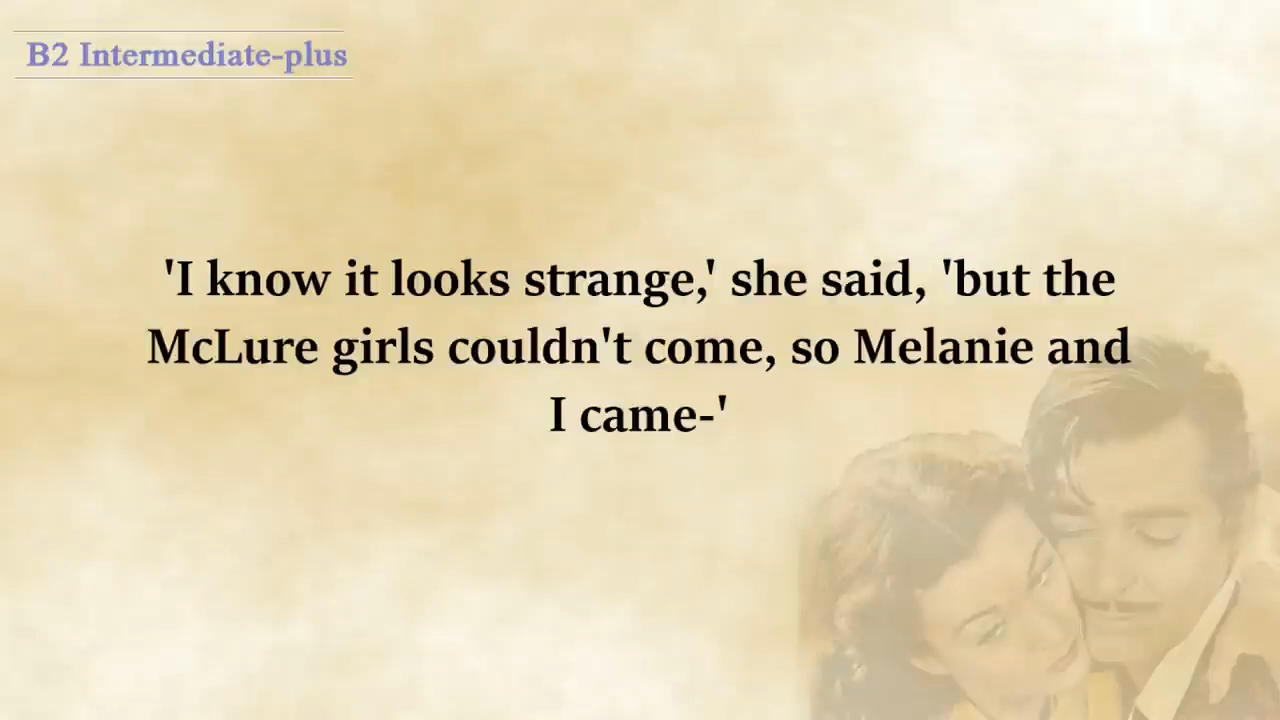 B2 Intermediate-plus
'I know it looks strange,' she said, 'but the
McLure girls couldn't come, so Melanie and
I came-'